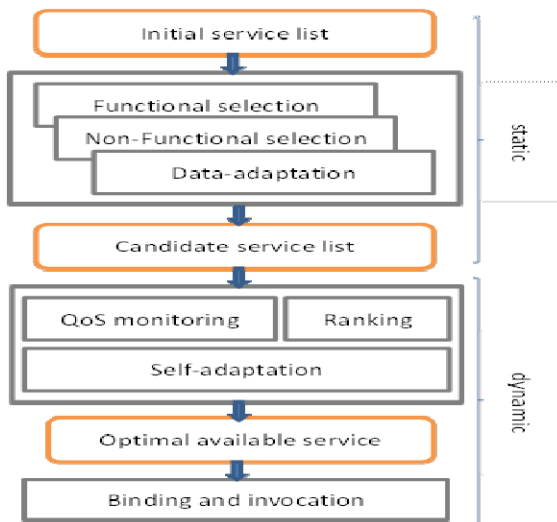 Initial service list
Functional selection
Non-Functional selection
Data-adaptation
static
Candidate service list
QoS monitoring
Ranking
Self-adaptation
dynamic
Optimal available service
Binding and invocation